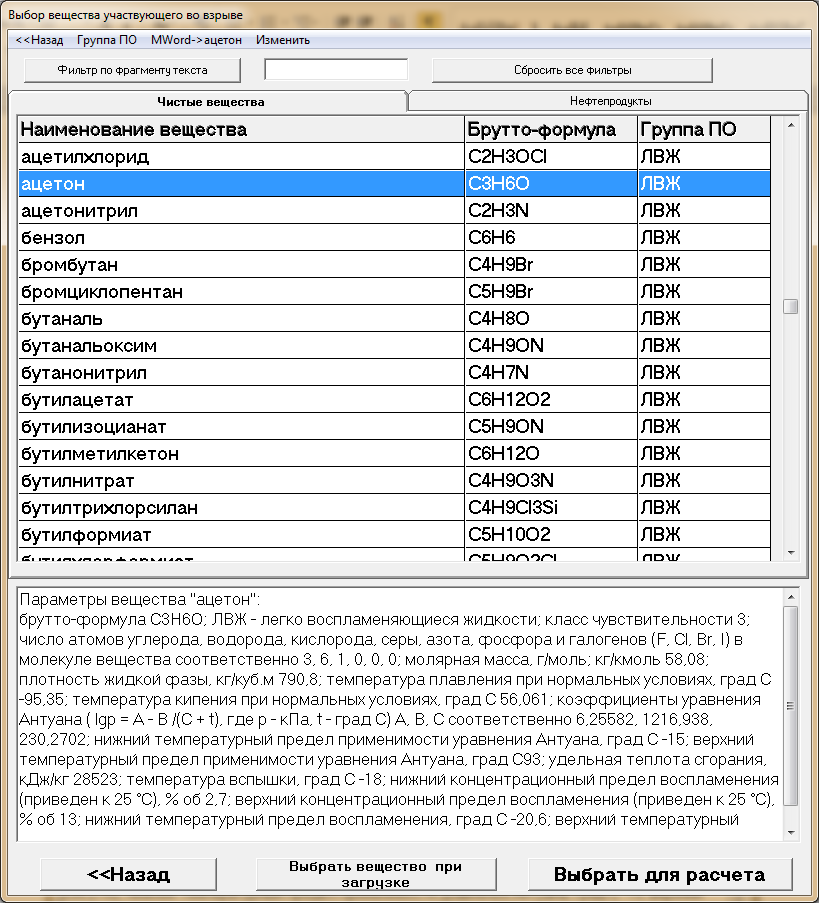 Выбор вещества участвующего во взрыве
<<Назад Группа ПО MWord->ацетон Изменить
Фильтр по фрагменту текста Сбросить все фильтры
Чистые вещества Нефтепродукты
Наименование вещества Брутто-формула Группа ПО
ацетилхлорид C2H3OCl ЛВЖ
ацетон C3H6O ЛВЖ
ацетонитрил C2H3N ЛВЖ
бензол C6H6 ЛВЖ
бромбутан C4H9Br ЛВЖ
бромциклопентан C5H9Br ЛВЖ
бутаналь C4H8O ЛВЖ
бутанальоксим C4H9ON ЛВЖ
бутанонитрил C4H7N ЛВЖ
бутилацетат C6H12O2 ЛВЖ
бутилизоцианат C5H9ON ЛВЖ
бутилметилкетон C6H12O ЛВЖ
бутилнитрат C4H9O3N ЛВЖ
бутилтрихлорсилан C4H9Cl3Si ЛВЖ
бутилформиат C5H10O2 ЛВЖ
бутилхлорформиат C5H9O2Cl ЛВЖ
Параметры вещества "ацетон":
брутто-формула C3H6O; ЛВЖ - легко воспламеняющиеся жидкости; класс чувствительности 3;
число атомов углерода, водорода, кислорода, серы, азота, фосфора и галогенов (F, Cl, Br, I) в
молекуле вещества соответственно 3, 6, 1, 0, 0, 0; молярная масса, г/моль; кг/кмоль 58,08;
плотность жидкой фазы, кг/куб.м 790,8; температура плавления при нормальных условиях, град С
-95,35; температура кипения при нормальных условиях, град С 56,061; коэффициенты уравнения
Антуана ( lgp = A - B /(C + t), где p - кПа, t - град С) A, B, C соответственно 6,25582, 1216,938,
230,2702; нижний температурный предел применимости уравнения Антуана, град С -15; верхний
температурный предел применимости уравнения Антуана, град С93; удельная теплота сгорания,
кДж/кг 28523; температура вспышки, град С -18; нижний концентрационный предел воспламенения
(приведен к 25 °С), % об 2,7; верхний концентрационный предел воспламенения (приведен к 25 °С),
% об 13; нижний температурный предел воспламенения, град С -20,6; верхний температурный
<<Назад Выбрать вещество при Выбрать для расчета
загрузке